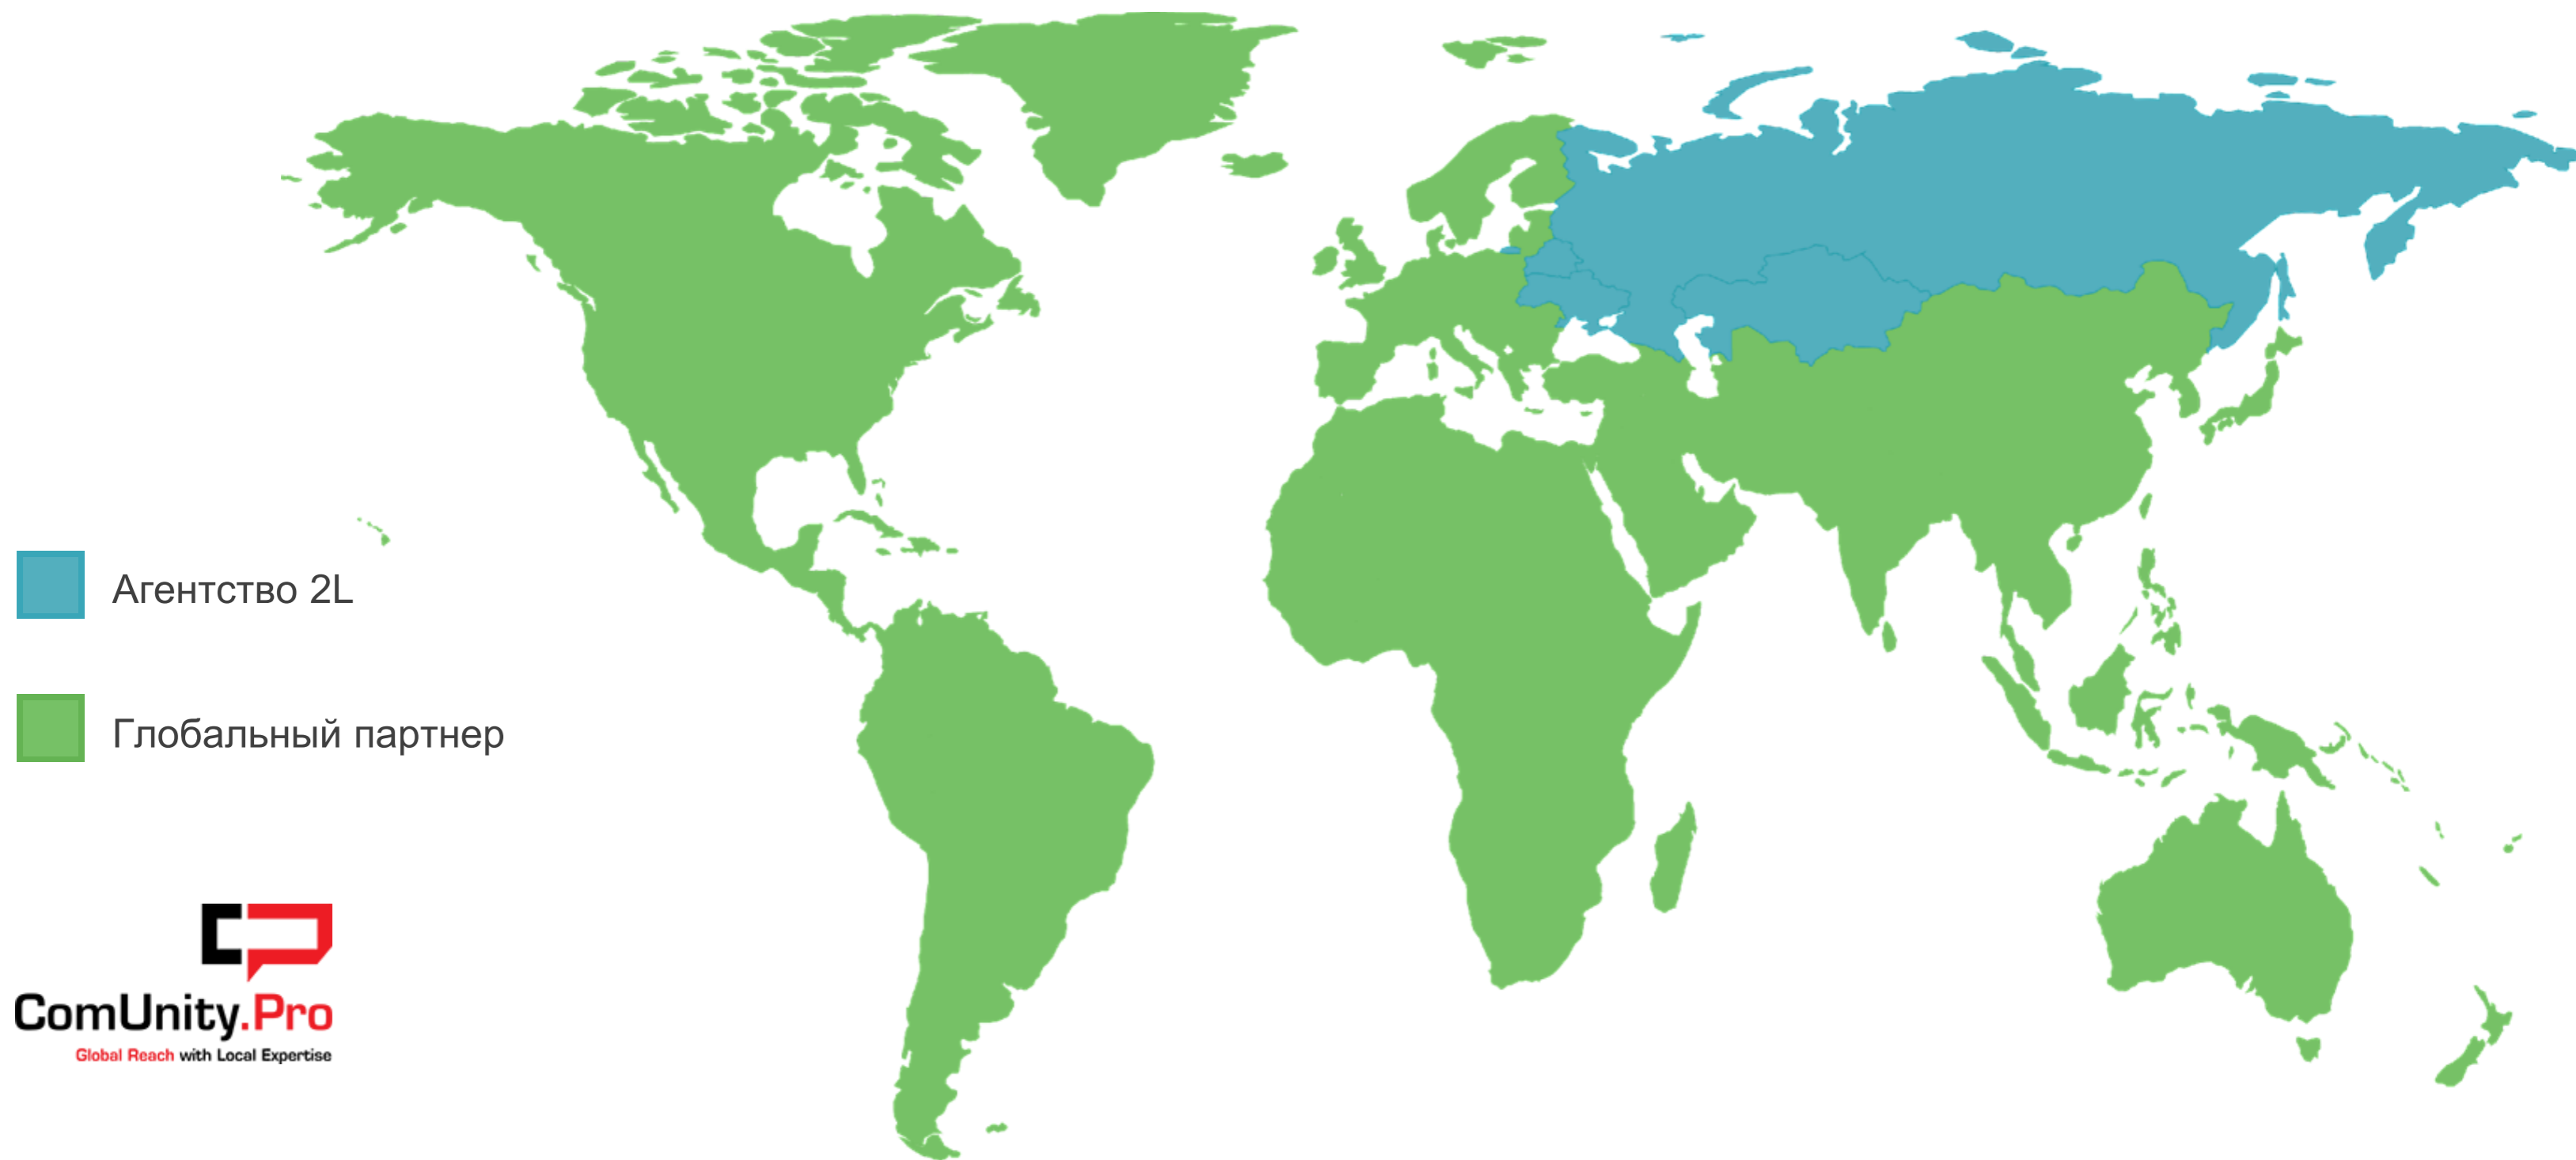 Агентство 2L
Глобальный партнер
ComUnity.Pro
Global Reach with Local Expertise